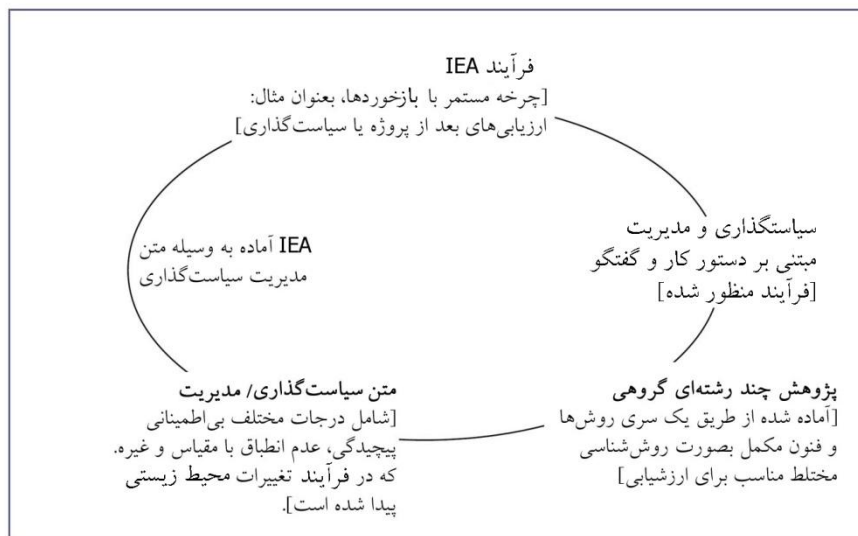 فرآیند IEA
[چرخه مستمر با بازخوردها، بعنوان مثال:
ارزیابی‌های بعد از پروژه یا سیاست‌گذاری]
سیاستگذاری و مدیریت
مبتنی بر دستور کار و گفتگو
[فرآیند منظور شده]
IEA آماده به وسیله متن
مدیریت سیاست‌گذاری
پژوهش چند رشته‌ای گروهی
[آماده شده از طریق یک سری روش‌ها
و فنون مکمل بصورت روش‌شناسی
مختلط مناسب برای ارزشیابی]
متن سیاست‌گذاری/ مدیریت
[شامل درجات مختلف بی‌اطمینانی
پیچیدگی، عدم انطباق با مقیاس و غیره.
که در فرآیند تغییرات محیط زیستی
پیدا شده است].